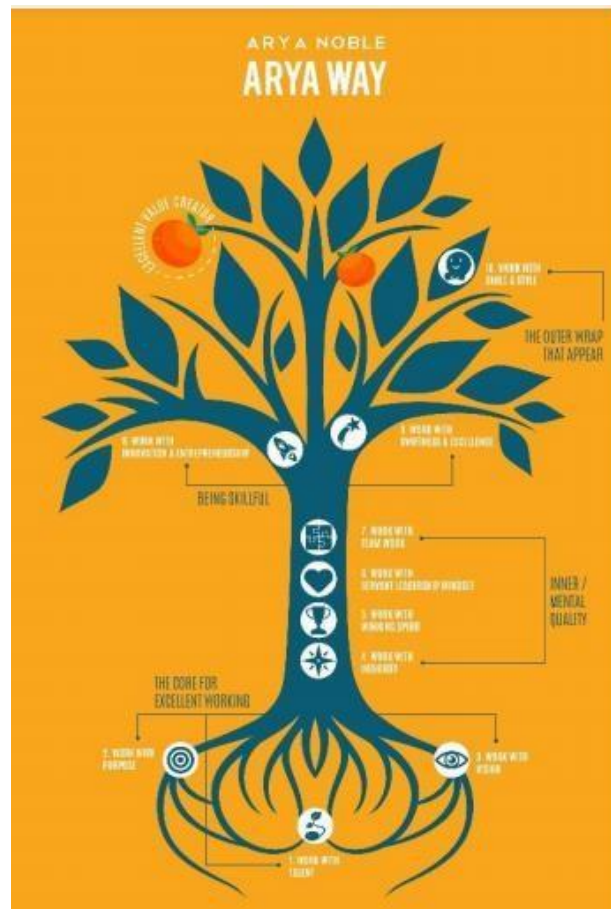 ARYA NOBLE
ARYA WAY
EXCELLENT VALUE CREATOR
10. WORK WITH
SMILE & STYLE
THE OUTER WRAP
THAT APPEAR
8. WORK WITH
INNOVATION & ENTREPRENEURSHIP
9. WORK WITH
& EXCELLENCE
BEING SKILLFUL
7. WORK WITH
TEAM WORK
6. WORK WITH
SERVANT LEADERSHIP MINDSET
5. WORK WITH
WINNING SPIRIT
4. WORK WITH
INNER /
MENTAL
QUALITY
THE CORE FOR
EXCELLENT WORKING
2. WORK WITH
PURPOSE
3. WORK WITH
VISION
1. WORK WITH
TALENT